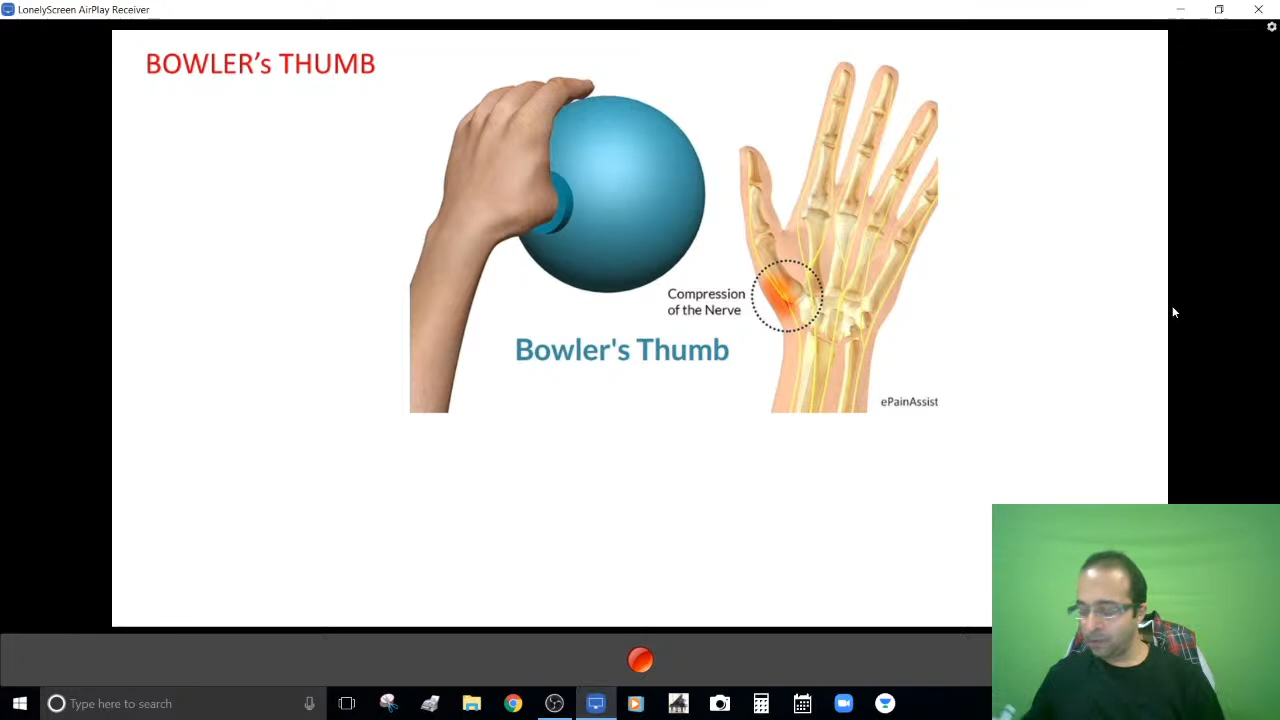 LonelyScreen AirPlay Receiver
BOWLER's THUMB
Compression
of the Nerve
Bowler's Thumb
ePainAssist
Type here to search